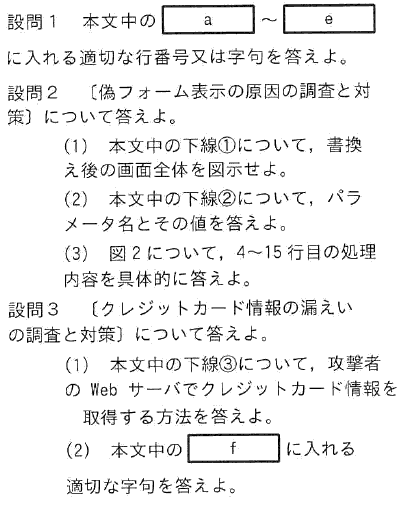 設問１　本文中の a ～ e
に入れる適切な行番号又は字句を答えよ。
設問２　〔偽フォーム表示の原因の調査と対
策〕について答えよ。
(1)　本文中の下線①について，書換
え後の画面全体を図示せよ。
(2)　本文中の下線②について，パラ
メータ名とその値を答えよ。
(3)　図２について，4～15 行目の処理
内容を具体的に答えよ。
設問３　〔クレジットカード情報の漏えい
の調査と対策〕について答えよ。
(1)　本文中の下線③について，攻撃者
の Web サーバでクレジットカード情報を
取得する方法を答えよ。
(2)　本文中の f に入れる
適切な字句を答えよ。